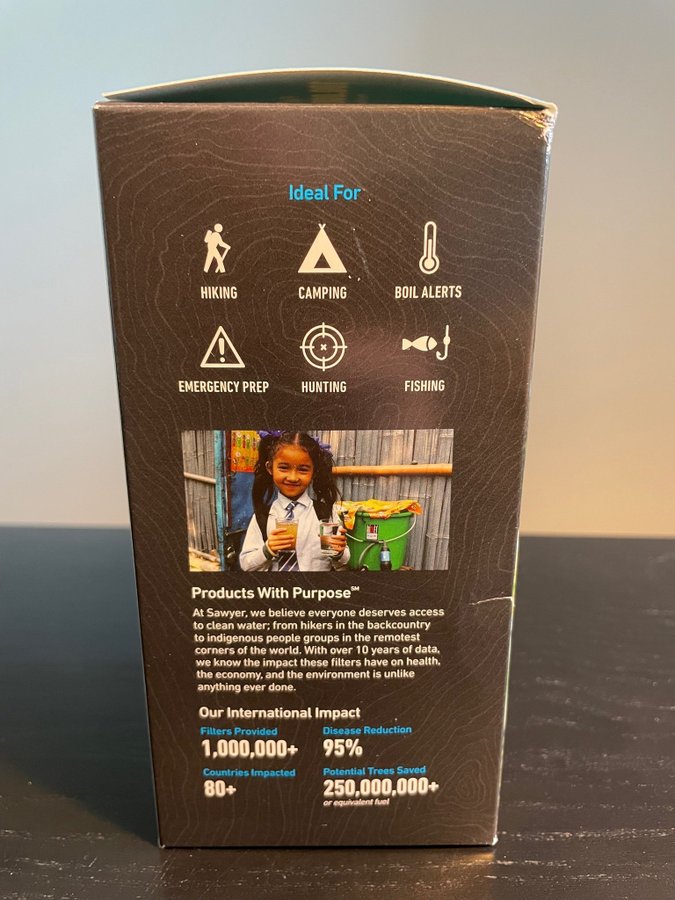 Ideal For
HIKING
CAMPING
BOIL ALERTS
EMERGENCY PREP
HUNTING
FISHING
Products With Purpose℠
At Sawyer, we believe everyone deserves access
to clean water; from hikers in the backcountry
to indigenous people groups in the remotest
corners of the world. With over 10 years of data,
we know the impact these filters have on health,
the economy, and the environment is unlike
anything ever done.
Our International Impact
Filters Provided
1,000,000+
Disease Reduction
95%
Countries Impacted
80+
Potential Trees Saved
250,000,000+
or equivalent fuel